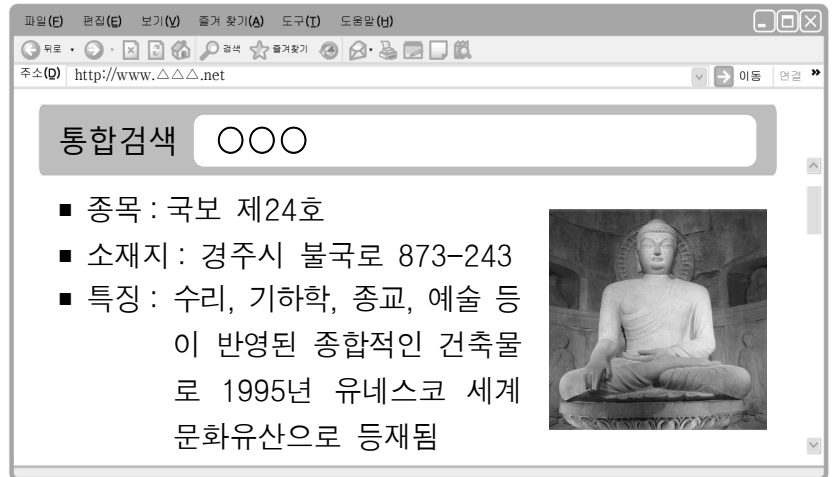 파일(F) 편집(E) 보기(V) 즐겨 찾기(A) 도구(T) 도움말(H)
뒤로 검색 즐겨찾기
주소(D) http://www.△△△.net 이동 연결 »
통합검색 ○○○
■ 종목 : 국보 제24호
■ 소재지 : 경주시 불국로 873-243
■ 특징 : 수리, 기하학, 종교, 예술 등
이 반영된 종합적인 건축물
로 1995년 유네스코 세계
문화유산으로 등재됨